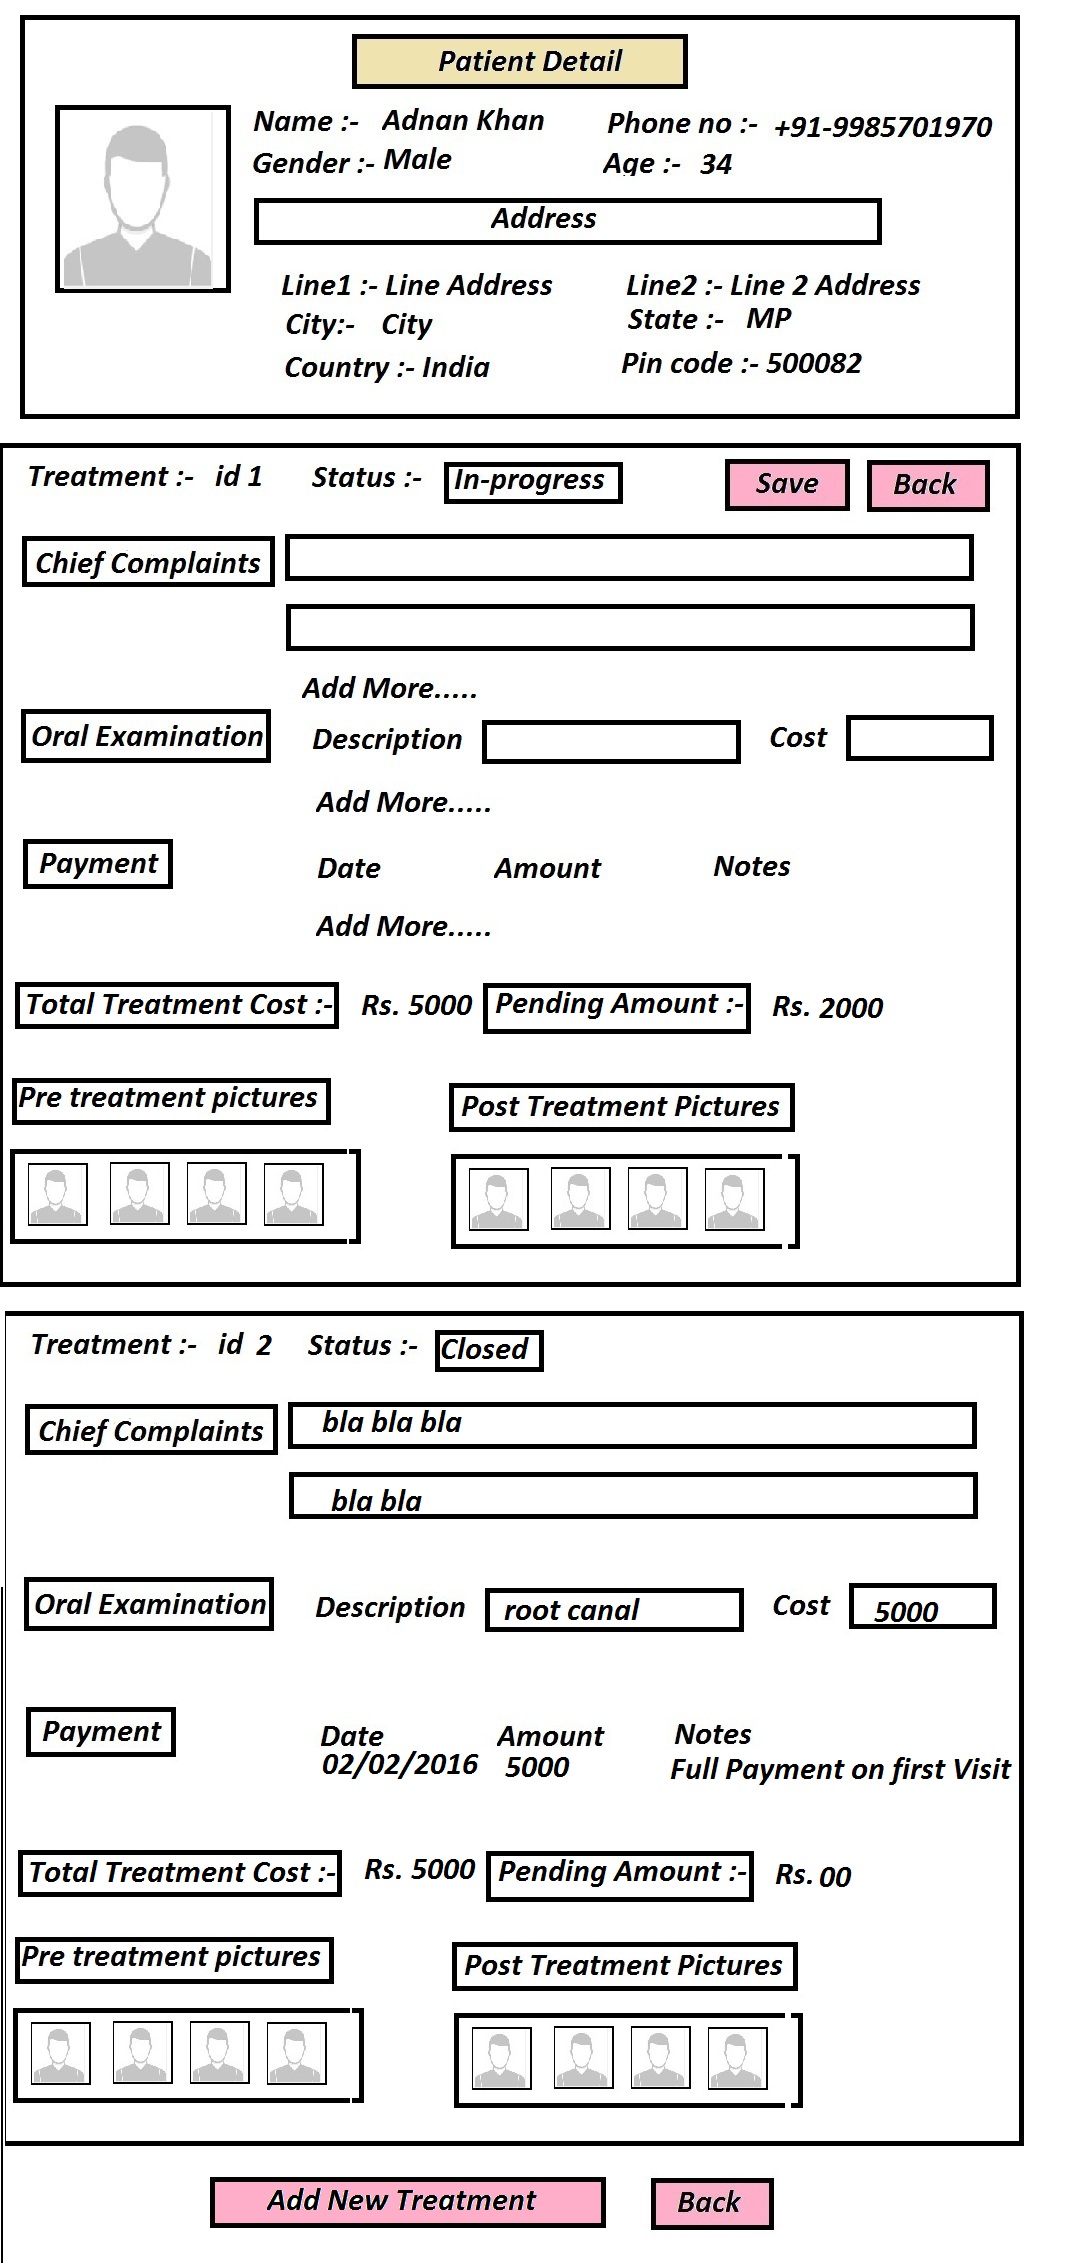 Patient Detail
Name :- Adnan Khan Phone no :- +91-9985701970
Gender :- Male Age :- 34
Address
Line1 :- Line Address Line2 :- Line 2 Address
City:- City State :- MP
Country :- India Pin code :- 500082
Treatment :- id 1 Status :- In-progress Save Back
Chief Complaints
Add More.....
Oral Examination Description Cost
Add More.....
Payment Date Amount Notes
Add More.....
Total Treatment Cost :- Rs. 5000 Pending Amount :- Rs. 2000
Pre treatment pictures Post Treatment Pictures
Treatment :- id 2 Status :- Closed
Chief Complaints bla bla bla
bla bla
Oral Examination Description root canal Cost 5000
Payment Date Amount Notes
02/02/2016 5000 Full Payment on first Visit
Total Treatment Cost :- Rs. 5000 Pending Amount :- Rs. 00
Pre treatment pictures Post Treatment Pictures
Add New Treatment Back